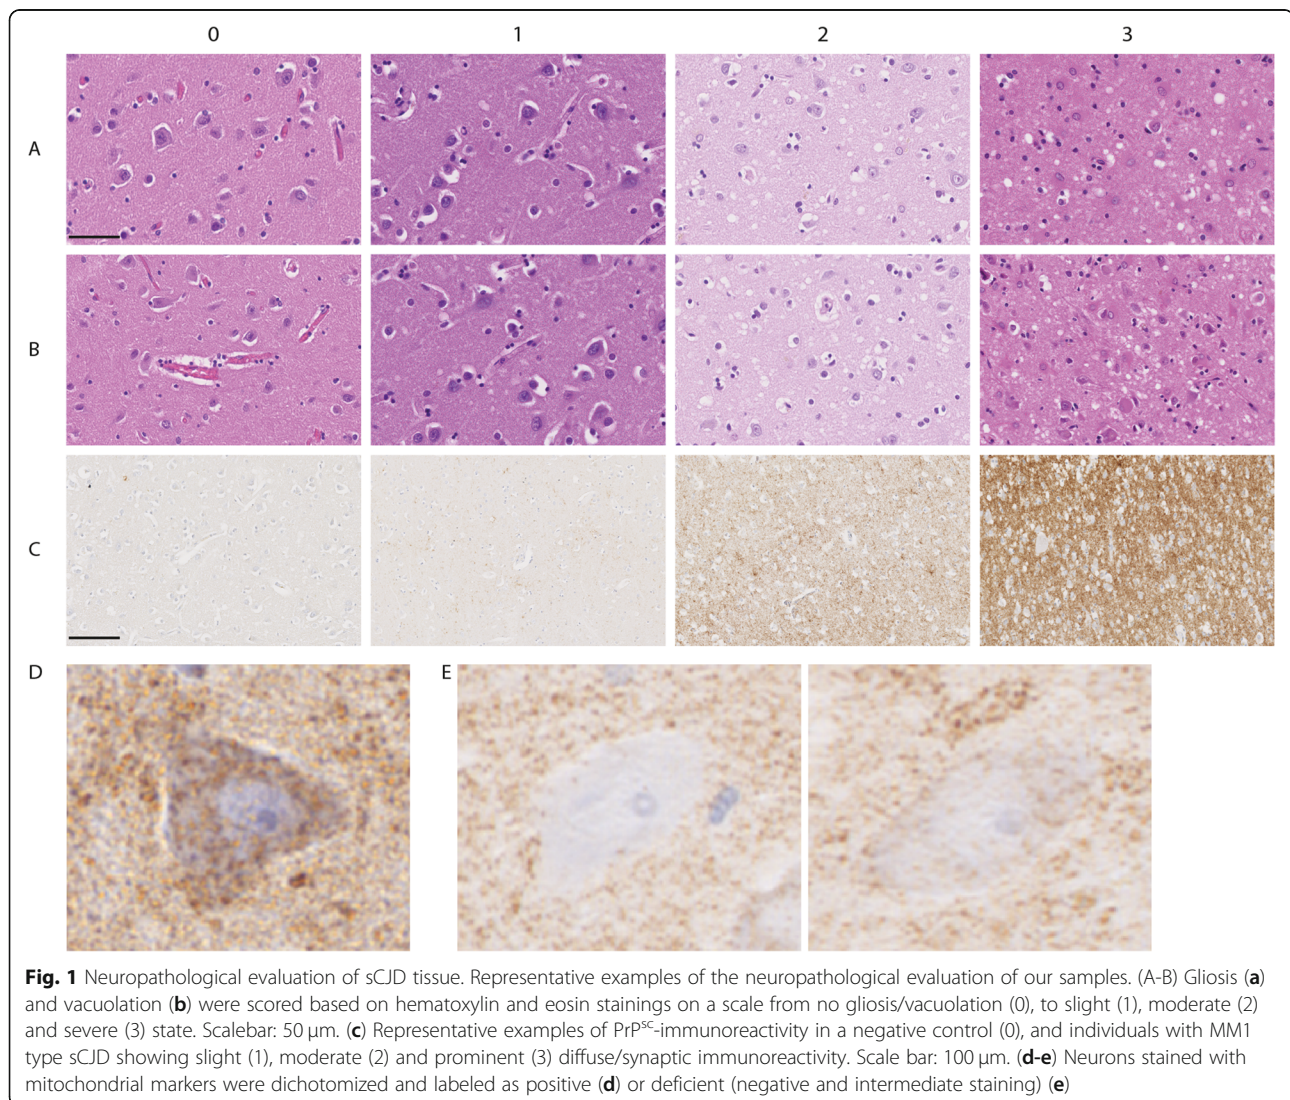 0 1 2 3
A
B
C
D E
Fig. 1 Neuropathological evaluation of sCJD tissue. Representative examples of the neuropathological evaluation of our samples. (A-B) Gliosis (a)
and vacuolation (b) were scored based on hematoxylin and eosin stainings on a scale from no gliosis/vacuolation (0), to slight (1), moderate (2)
and severe (3) state. Scalebar: 50 μm. (c) Representative examples of PrPˢᶜ-immunoreactivity in a negative control (0), and individuals with MM1
type sCJD showing slight (1), moderate (2) and prominent (3) diffuse/synaptic immunoreactivity. Scale bar: 100 μm. (d-e) Neurons stained with
mitochondrial markers were dichotomized and labeled as positive (d) or deficient (negative and intermediate staining) (e)